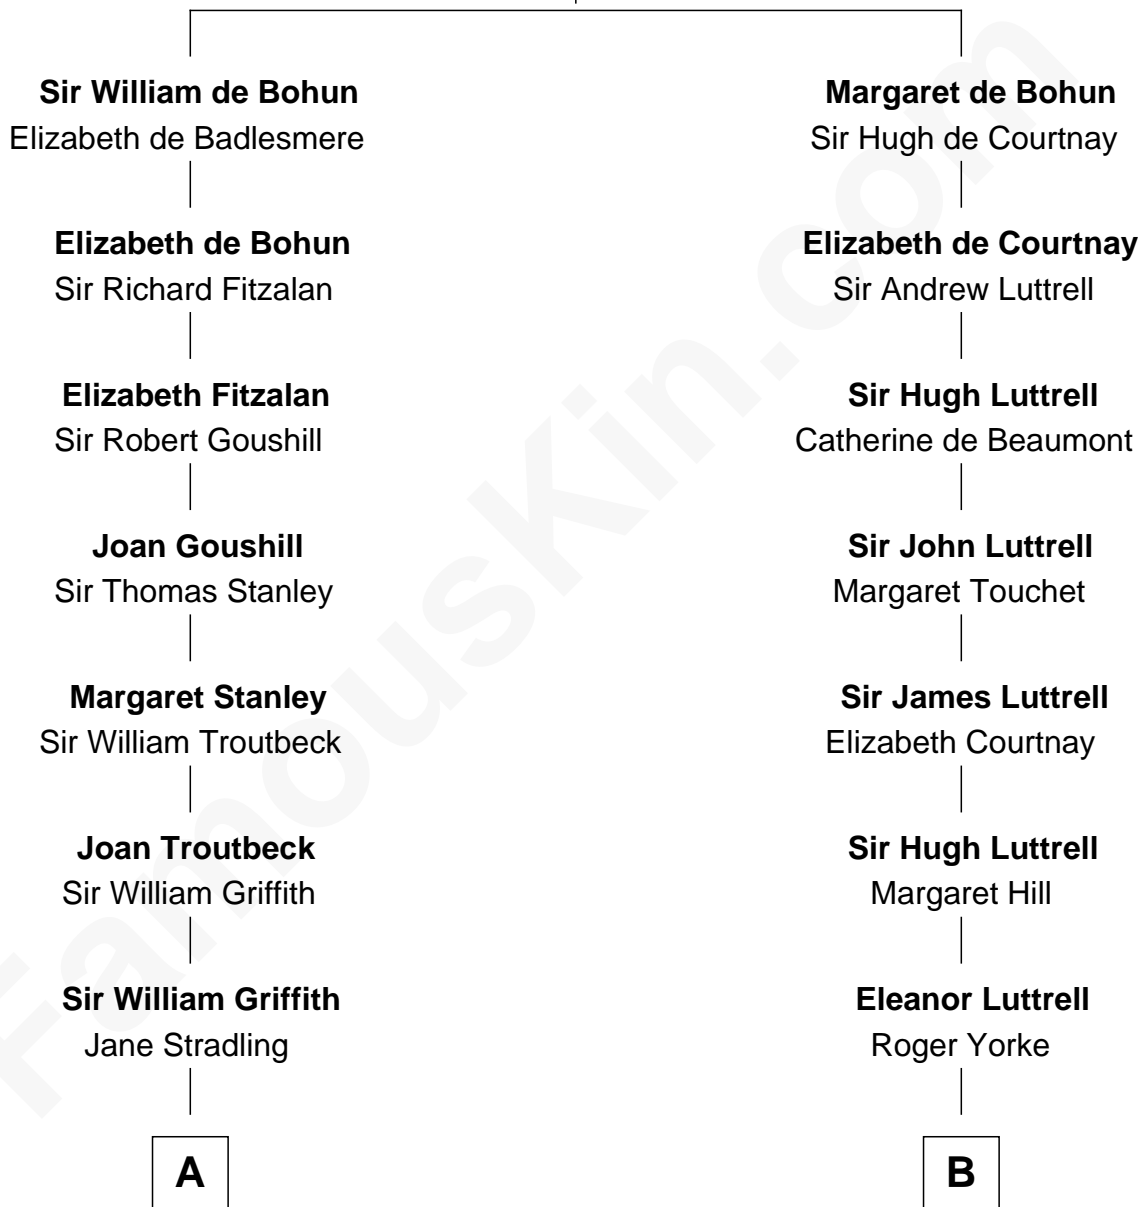 Sir William de Bohun
Elizabeth de Badlesmere
Elizabeth de Bohun
Sir Richard Fitzalan
Elizabeth Fitzalan
Sir Robert Goushill
Joan Goushill
Sir Thomas Stanley
Margaret Stanley
Sir William Troutbeck
Joan Troutbeck
Sir William Griffith
Sir William Griffith
Jane Stradling
A
Margaret de Bohun
Sir Hugh de Courtnay
Elizabeth de Courtnay
Sir Andrew Luttrell
Sir Hugh Luttrell
Catherine de Beaumont
Sir John Luttrell
Margaret Touchet
Sir James Luttrell
Elizabeth Courtnay
Sir Hugh Luttrell
Margaret Hill
Eleanor Luttrell
Roger Yorke
B
FamousKin.com